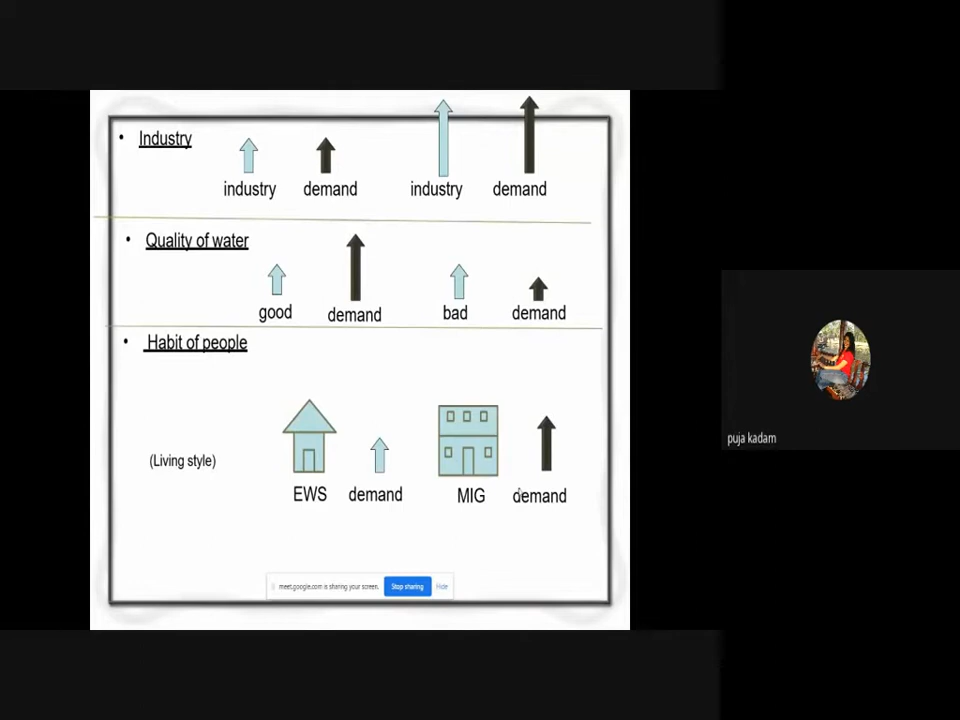 • Industry
industry demand industry demand
• Quality of water
good demand bad demand
• Habit of people
(Living style)
EWS demand MIG demand
meet.google.com is sharing your screen. Stop sharing Hide
puja kadam